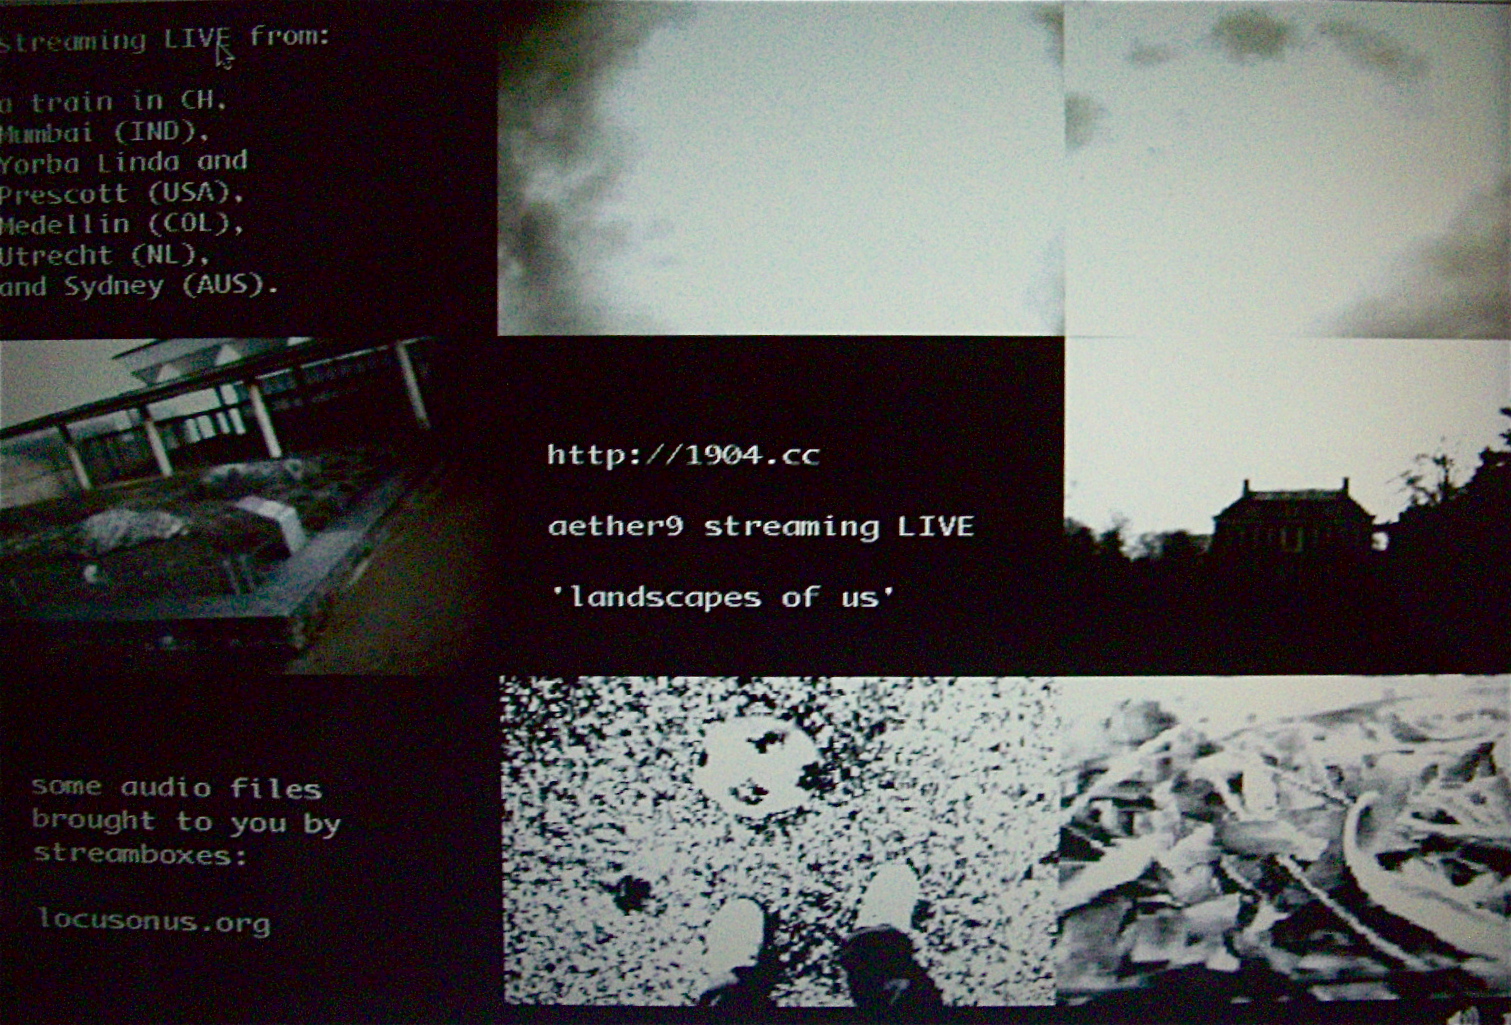 streaming LIVE from:
a train in CH,
Mumbai (IND),
Yorba Linda and
Prescott (USA),
Medellin (COL),
Utrecht (NL),
and Sydney (AUS).
http://1904.cc
aether9 streaming LIVE
'landscapes of us'
some audio files
brought to you by
streamboxes:
locusonus.org